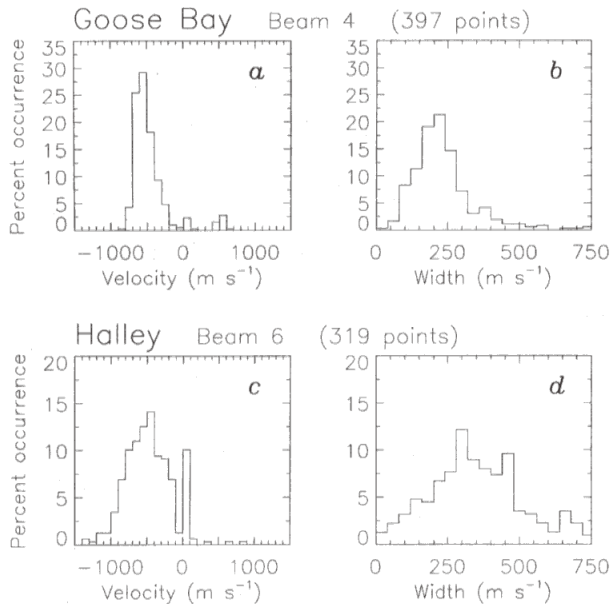 Goose Bay Beam 4 (397 points)
Percent occurrence
35
30
25
20
15
10
5
0
a
−1000 0 1000
Velocity (m s⁻¹)
35
30
25
20
15
10
5
0
b
0 250 500 750
Width (m s⁻¹)
Halley Beam 6 (319 points)
Percent occurrence
20
15
10
5
0
c
−1000 0 1000
Velocity (m s⁻¹)
20
15
10
5
0
d
0 250 500 750
Width (m s⁻¹)